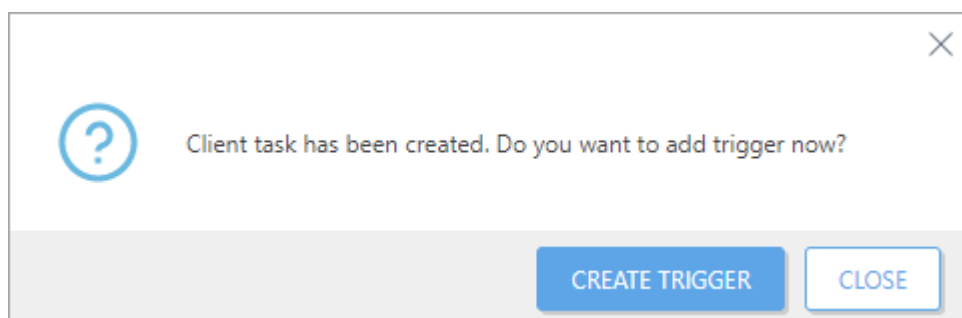 Client task has been created. Do you want to add trigger now?
CREATE TRIGGER
CLOSE